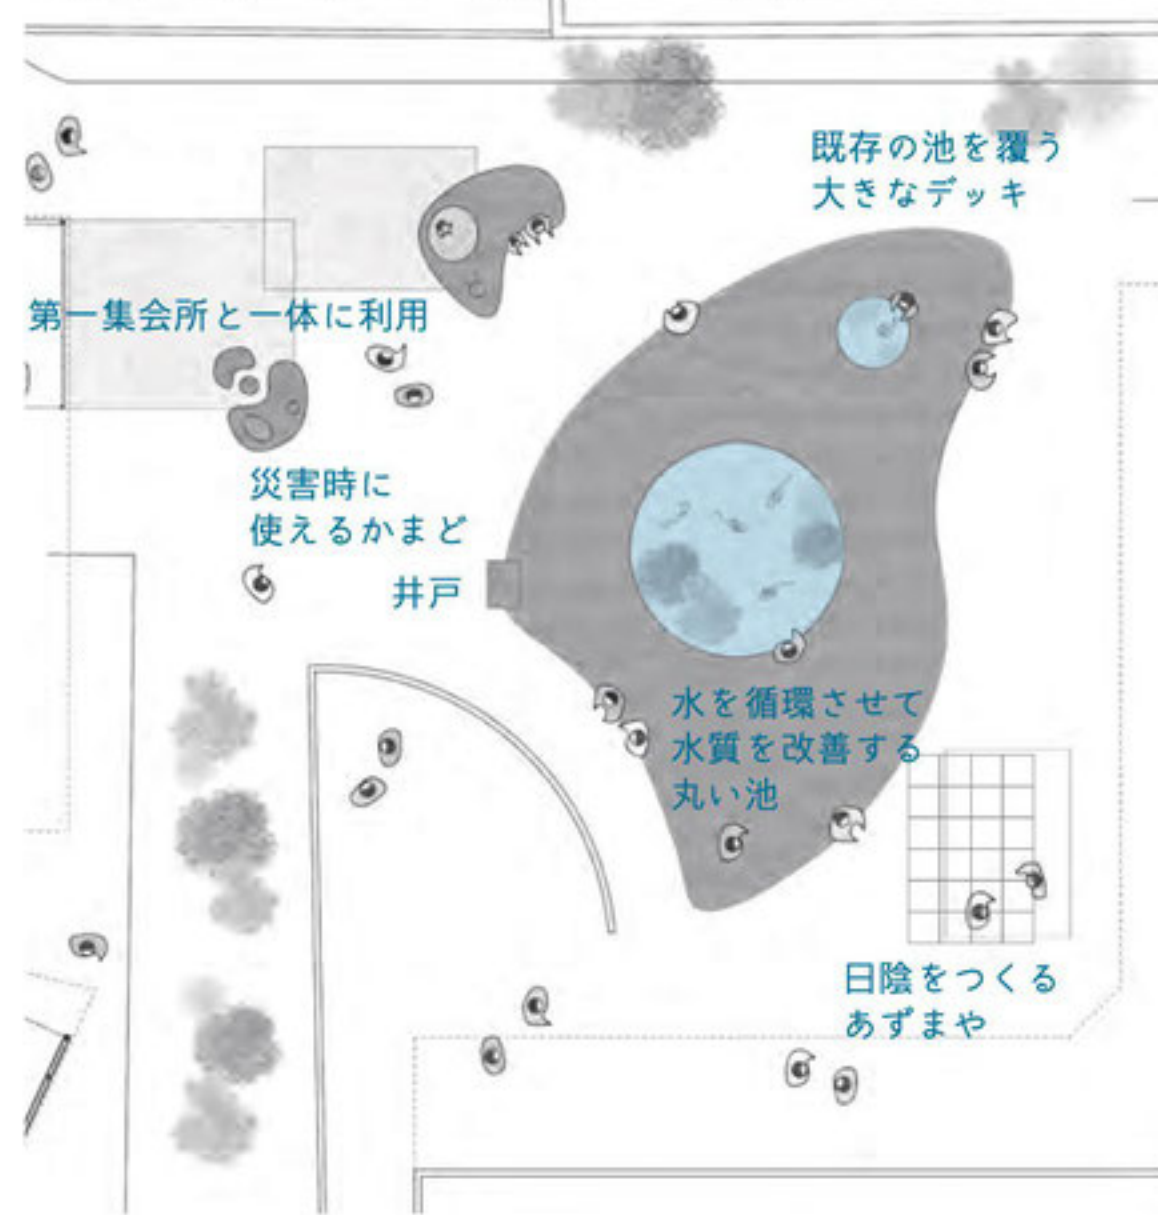 既存の池を覆う
大きなデッキ
第一集会所と一体に利用
災害時に
使えるかまど
井戸
水を循環させて
水質を改善する
丸い池
日陰をつくる
あずまや